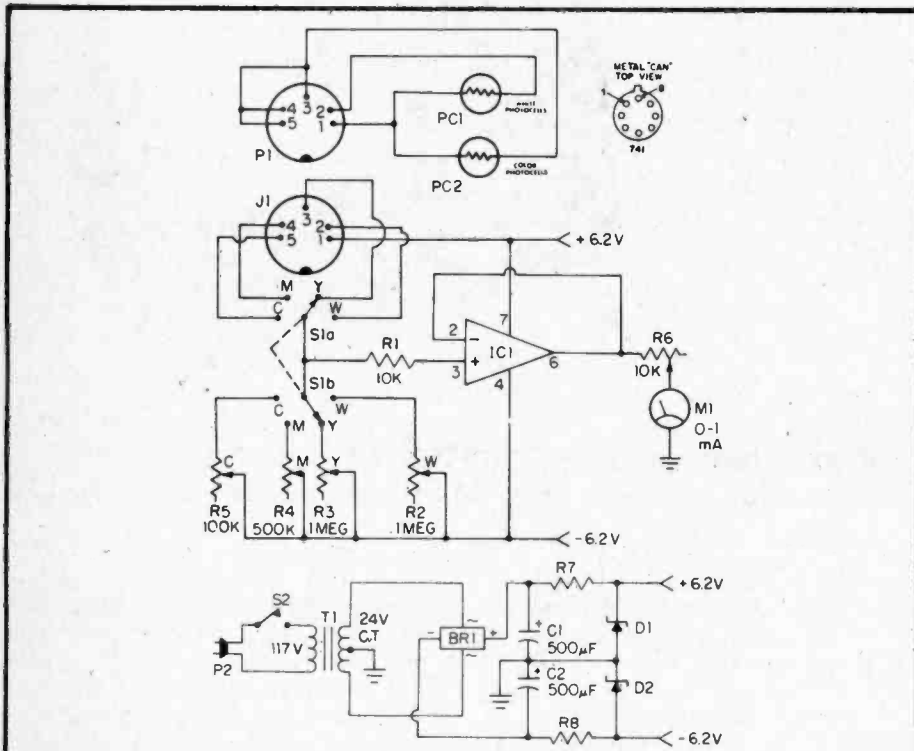 METAL "CAN"
TOP VIEW
1 8
741
3
4 2
5 1
P1
PC1
WHITE
PHOTOCELLS
PC2
COLOR
PHOTOCELLS
J1
3
4 2
5 1
+6.2V
M Y
C W
S1a
R1
10K
2 −
3 +
IC1
7
4
6
R6
10K
M1
0-1
mA
S1b
C W
M Y
C M Y W
R5
100K
R4
500K
R3
1MEG
R2
.1MEG
-6.2V
S2
P2
117V
T1
24V
C.T
~
- BR1 +
~
R7
+6.2V
+
C1
500µF
D1
+
C2
500µF
D2
R8
-6.2V